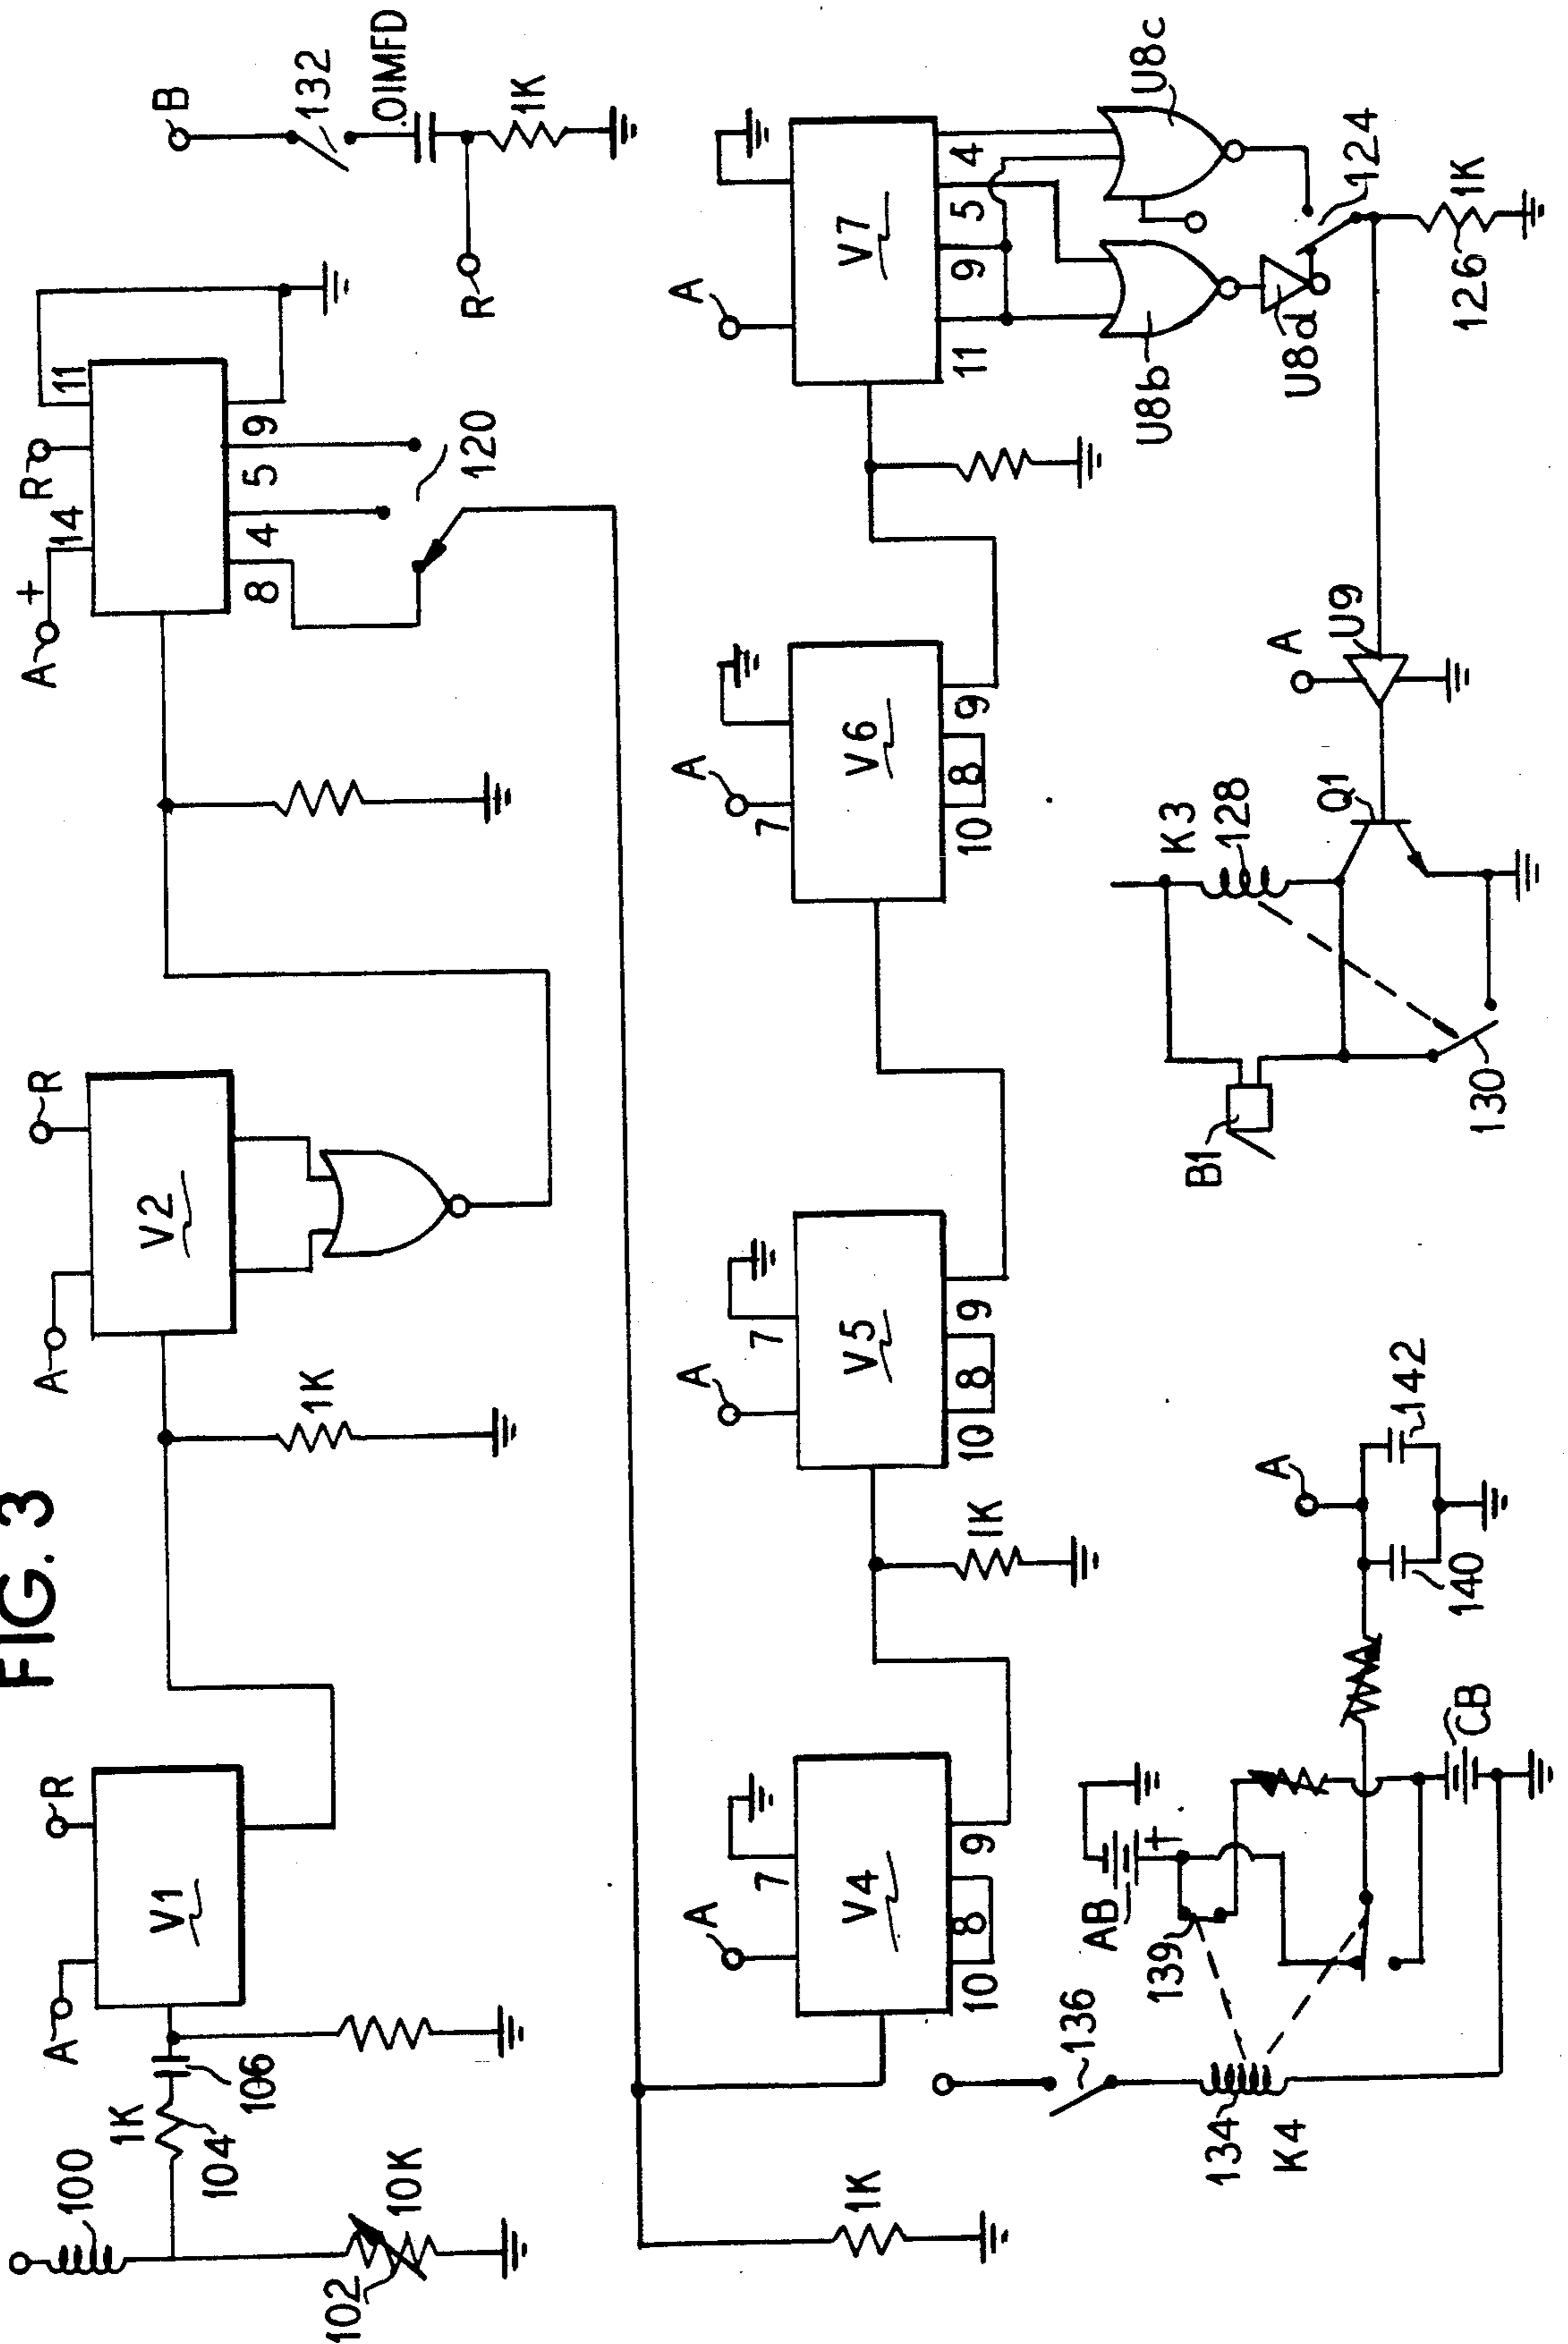 FIG. 3
100
1K
104
106
102
10K
A
R
V1
1K
A
R
V2
A
+
14
R
11
8
4
5
9
120
B
132
.01MFD
R
1K
1K
A
7
V4
10
8
9
1K
A
7
V5
10
8
9
A
7
V6
10
8
9
A
V7
11
9
5
4
U8b
U8c
U8d
124
126
1K
136
134
K4
139
AB
+
CB
A
140
142
B1
130
K3
128
Q1
A
U9